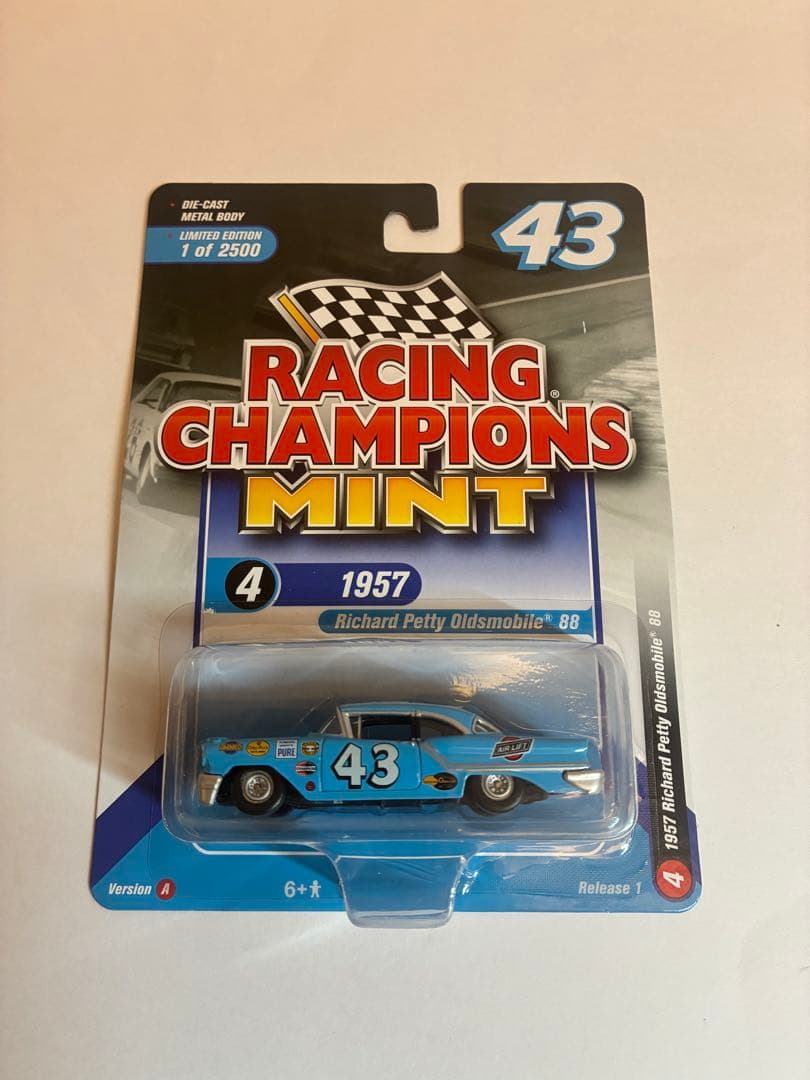 DIE-CAST
METAL BODY
LIMITED EDITION
1 of 2500
43
RACING
CHAMPIONS®
MINT
4
1957
Richard Petty Oldsmobile® 88
PURE
43
AIR LIFT
4 1957 Richard Petty Oldsmobile® 88
Version A
6+
Release 1